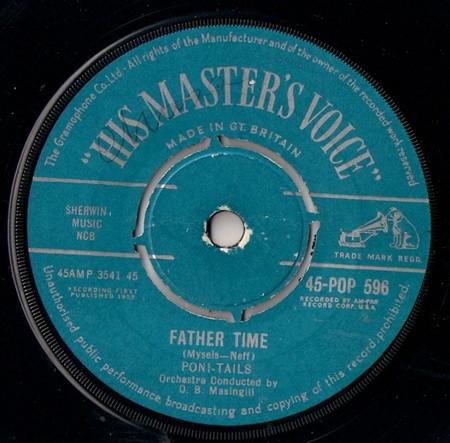 The Gramophone Co. Ltd. All rights of the Manufacturer and of the owner of the recorded work reserved
"HIS MASTER'S VOICE"
MADE IN GT. BRITAIN
SHERWIN
MUSIC
NCB
TRADE MARK REGD.
45AMP 3541 45
45-POP 596
RECORDING FIRST
PUBLISHED
RECORDED BY AM-PAR
RECORD CORP. U.S.A.
FATHER TIME
(Mysels—Neff)
PONI-TAILS
Orchestra Conducted by
O. B. Masingill
Unauthorised public performance, broadcasting and copying of this record prohibited.